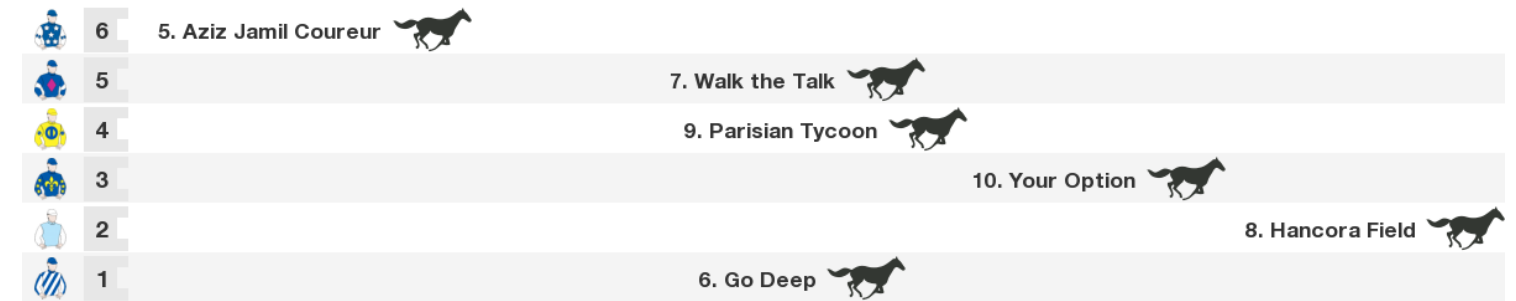 6 5. Aziz Jamil Coureur
5 7. Walk the Talk
4 9. Parisian Tycoon
3 10. Your Option
2 8. Hancora Field
1 6. Go Deep